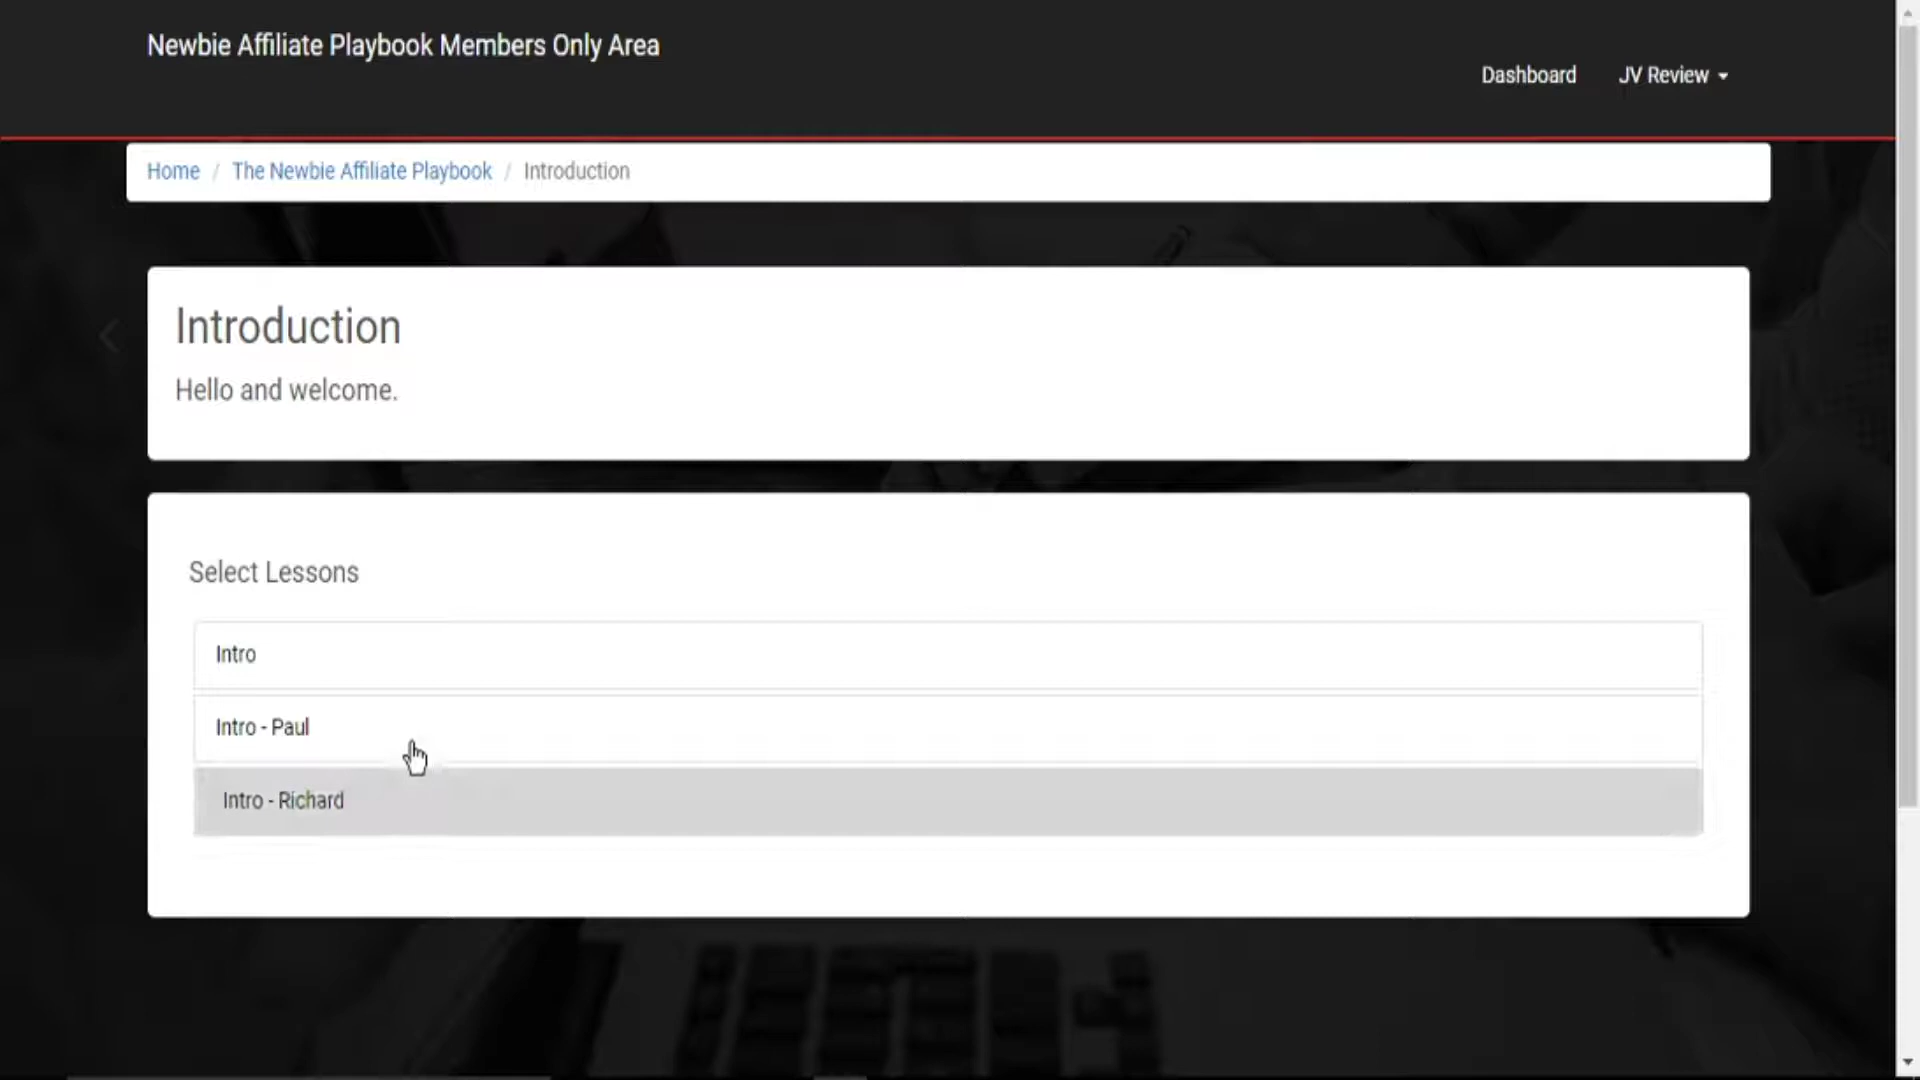 Newbie Affiliate Playbook Members Only Area
Dashboard JV Review
Home / The Newbie Affiliate Playbook / Introduction
Introduction
Hello and welcome.
Select Lessons
Intro
Intro - Paul
Intro - Richard